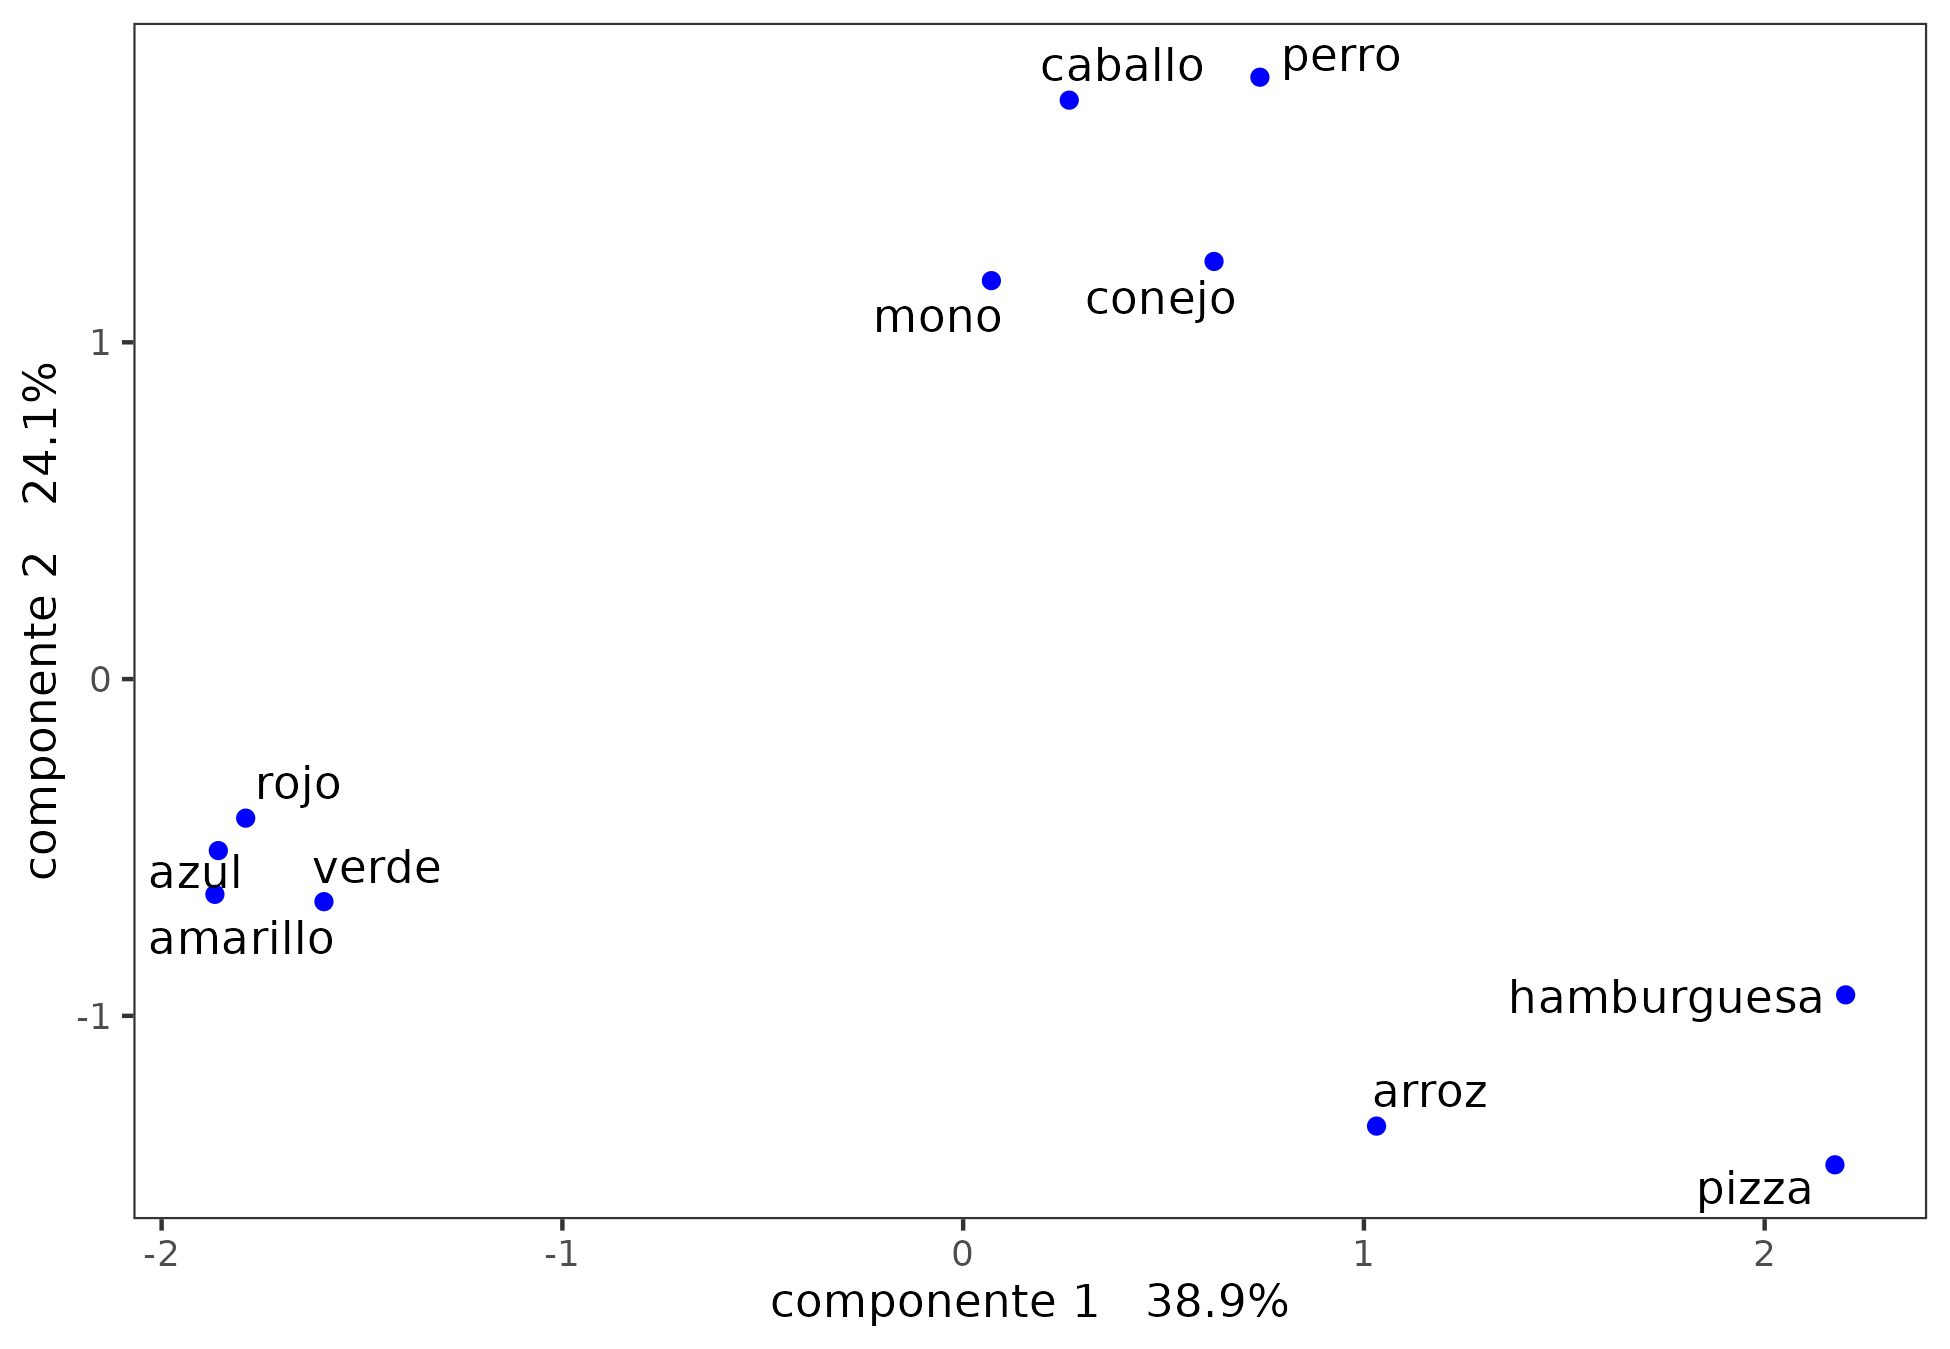 caballo
perro
mono
conejo
1
componente 2   24.1%
0
rojo
azul
verde
amarillo
-1
hamburguesa
arroz
pizza
-2
-1
0
1
2
componente 1   38.9%